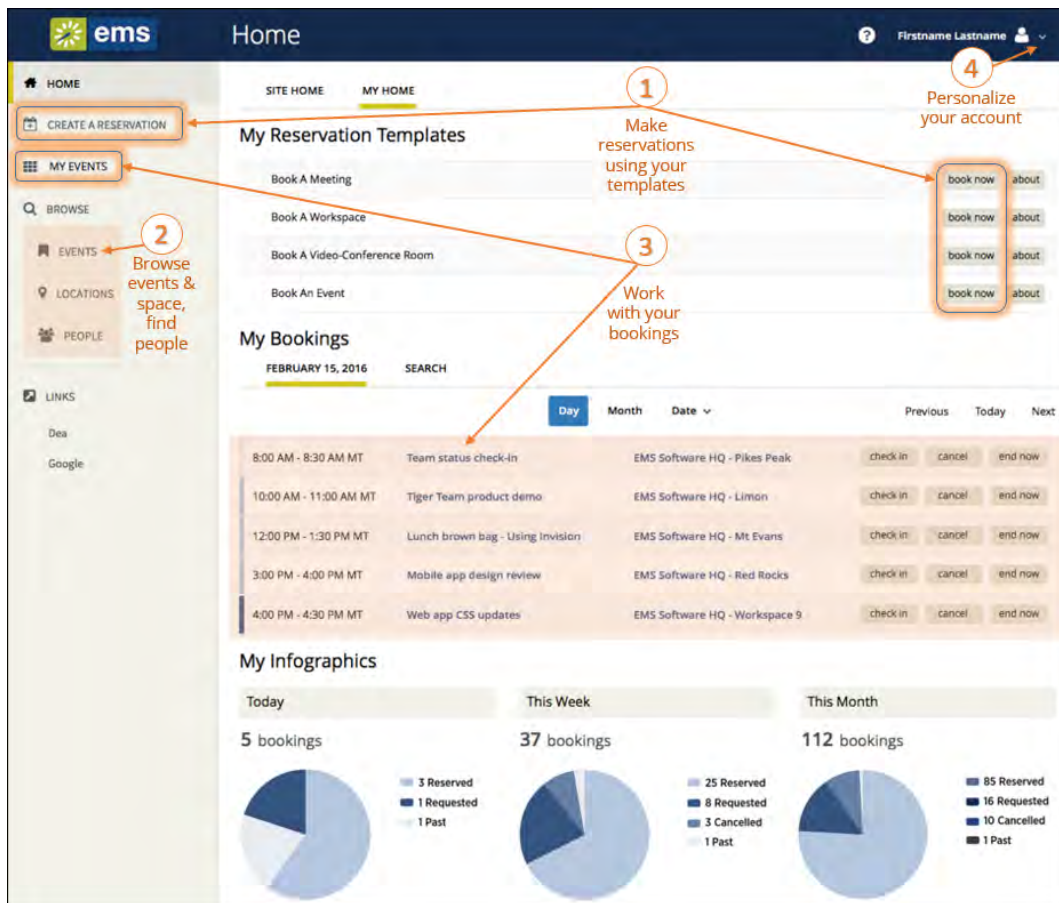 ems
Home
? Firstname Lastname
HOME
CREATE A RESERVATION
MY EVENTS
BROWSE
EVENTS
LOCATIONS
PEOPLE
LINKS
Dea
Google
1
Make
reservations
using your
templates
2
Browse
events &
space,
find
people
3
Work
with your
bookings
4
Personalize
your account
SITE HOME MY HOME
My Reservation Templates
Book A Meeting book now about
Book A Workspace book now about
Book A Video-Conference Room book now about
Book An Event book now about
My Bookings
FEBRUARY 15, 2016 SEARCH
Day Month Date Previous Today Next
8:00 AM - 8:30 AM MT Team status check-in EMS Software HQ - Pikes Peak check in cancel end now
10:00 AM - 11:00 AM MT Tiger Team product demo EMS Software HQ - Limon check in cancel end now
12:00 PM - 1:30 PM MT Lunch brown bag - Using Invision EMS Software HQ - Mt Evans check in cancel end now
3:00 PM - 4:00 PM MT Mobile app design review EMS Software HQ - Red Rocks check in cancel end now
4:00 PM - 4:30 PM MT Web app CSS updates EMS Software HQ - Workspace 9 check in cancel end now
My Infographics
Today
5 bookings
3 Reserved
1 Requested
1 Past
This Week
37 bookings
25 Reserved
8 Requested
3 Cancelled
1 Past
This Month
112 bookings
85 Reserved
16 Requested
10 Cancelled
1 Past